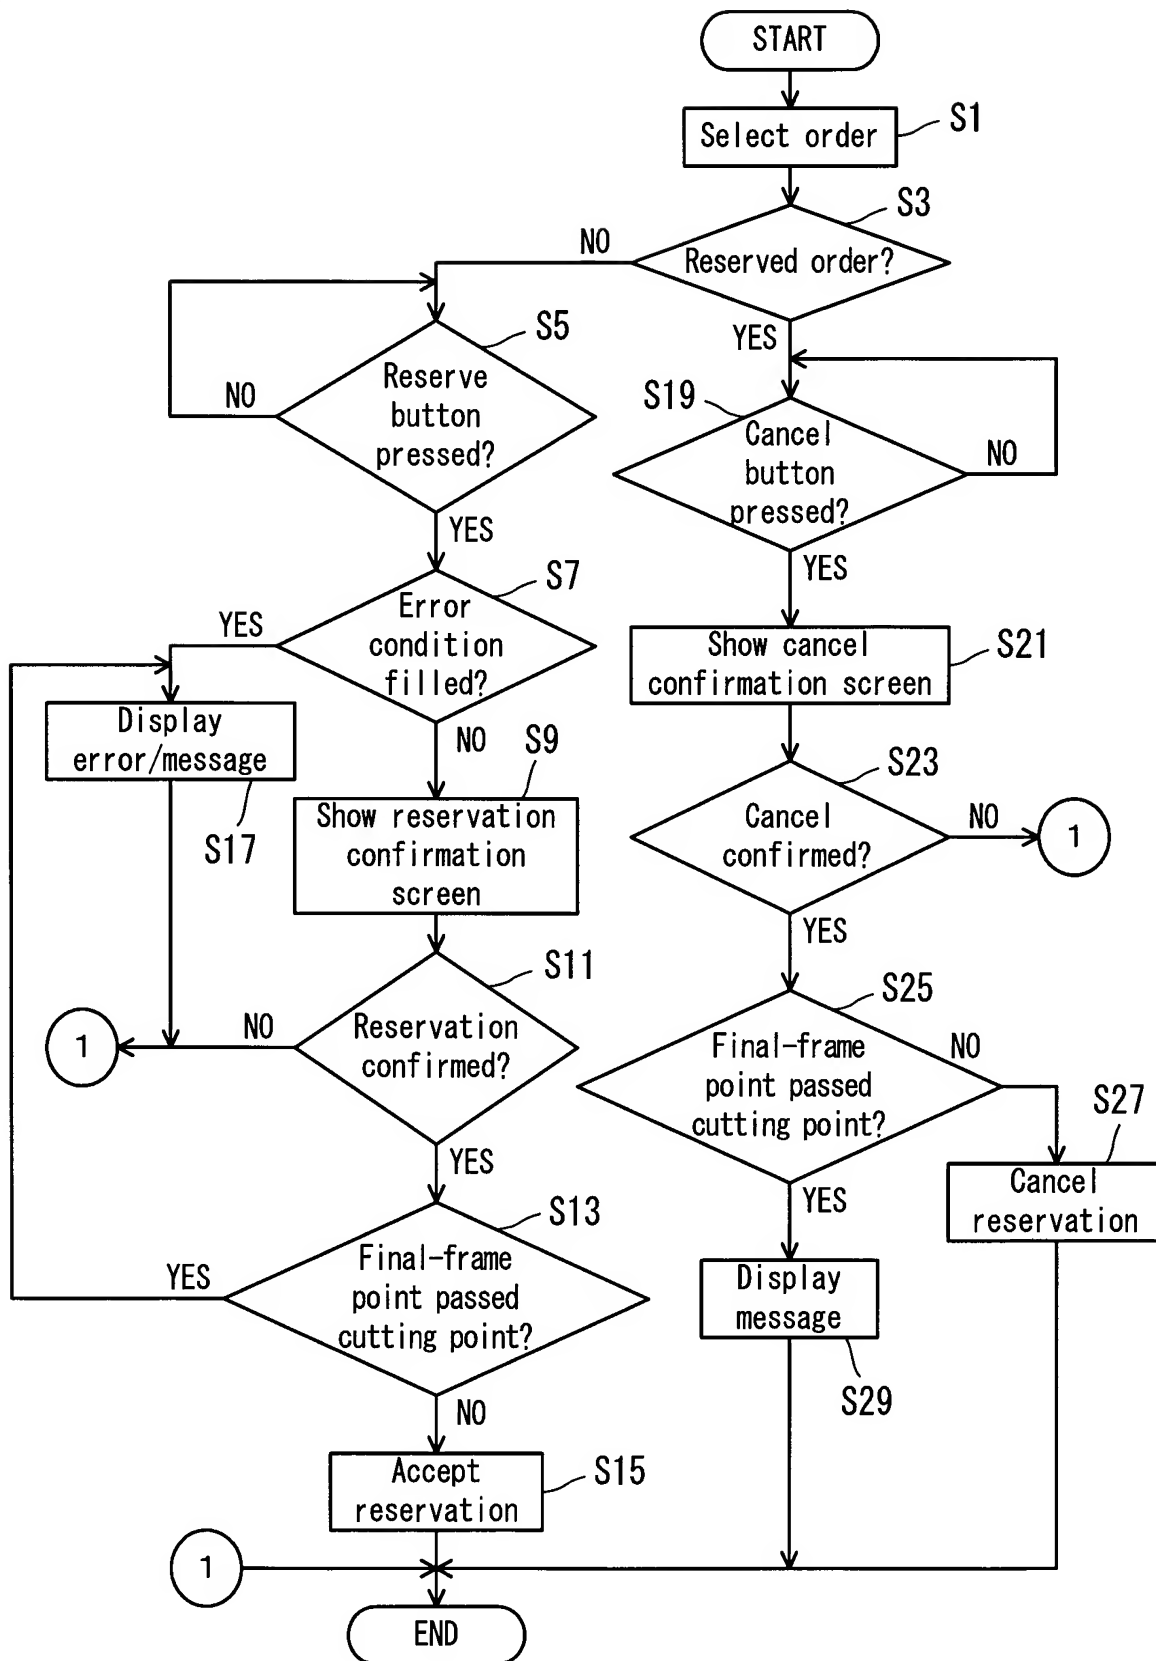 START
S1
Select order
S3
NO
Reserved order?
S5
YES
Reserve
button
pressed?
NO
S19
Cancel
button
pressed?
NO
YES
YES
S7
YES
Error
condition
filled?
Show cancel
confirmation screen
S21
Display
error/message
S17
NO
S9
Show reservation
confirmation
screen
S23
Cancel
confirmed?
NO
1
YES
S11
1
NO
Reservation
confirmed?
S25
Final-frame
point passed
cutting point?
NO
S27
YES
YES
Cancel
reservation
S13
YES
Final-frame
point passed
cutting point?
Display
message
S29
NO
Accept
reservation
S15
1
END